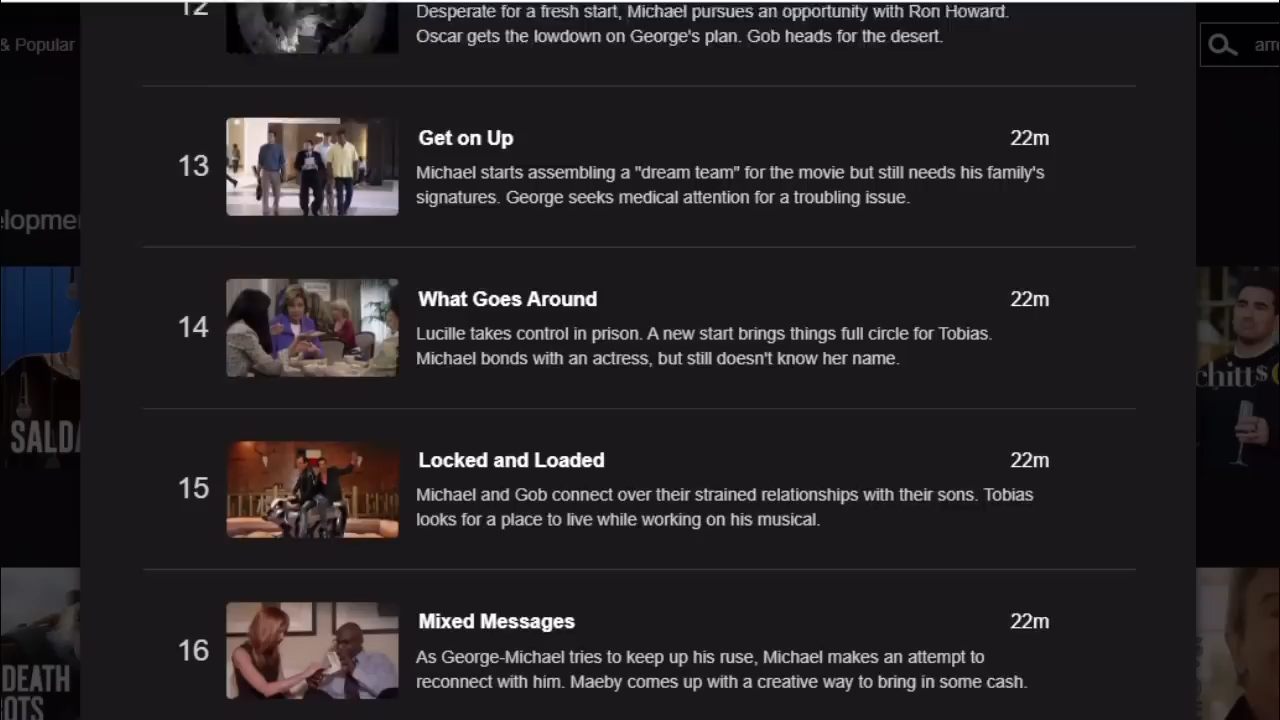 12
Desperate for a fresh start, Michael pursues an opportunity with Ron Howard.
Oscar gets the lowdown on George's plan. Gob heads for the desert.
& Popular
arr
13
Get on Up
22m
Michael starts assembling a "dream team" for the movie but still needs his family's
signatures. George seeks medical attention for a troubling issue.
elopmen
14
What Goes Around
22m
Lucille takes control in prison. A new start brings things full circle for Tobias.
Michael bonds with an actress, but still doesn't know her name.
chitt$
SALDA
15
Locked and Loaded
22m
Michael and Gob connect over their strained relationships with their sons. Tobias
looks for a place to live while working on his musical.
16
Mixed Messages
22m
As George-Michael tries to keep up his ruse, Michael makes an attempt to
reconnect with him. Maeby comes up with a creative way to bring in some cash.
DEATH
OTS